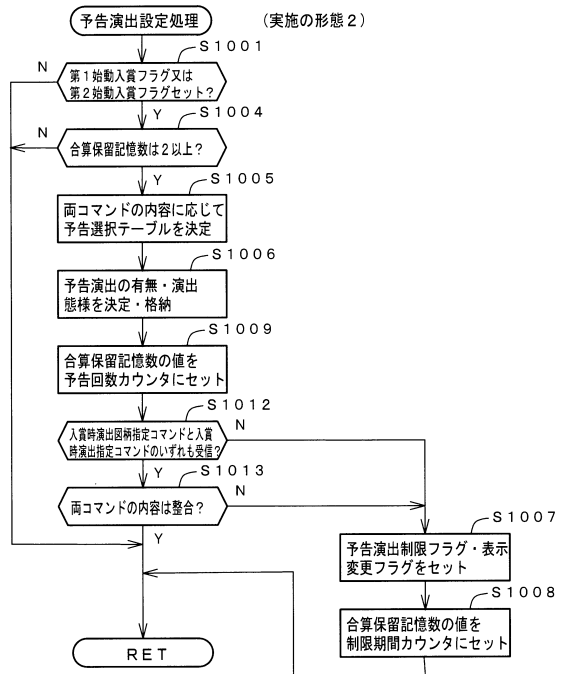 予告演出設定処理
（実施の形態２）
S1001
N
第１始動入賞フラグ又は
第２始動入賞フラグセット？
Y
S1004
N
合算保留記憶数は２以上？
Y
S1005
両コマンドの内容に応じて
予告選択テーブルを決定
S1006
予告演出の有無・演出
態様を決定・格納
S1009
合算保留記憶数の値を
予告回数カウンタにセット
S1012
入賞時演出図柄指定コマンドと入賞
時演出指定コマンドのいずれも受信？
N
Y
S1013
両コマンドの内容は整合？
N
Y
S1007
予告演出制限フラグ・表示
変更フラグをセット
S1008
合算保留記憶数の値を
制限期間カウンタにセット
RET